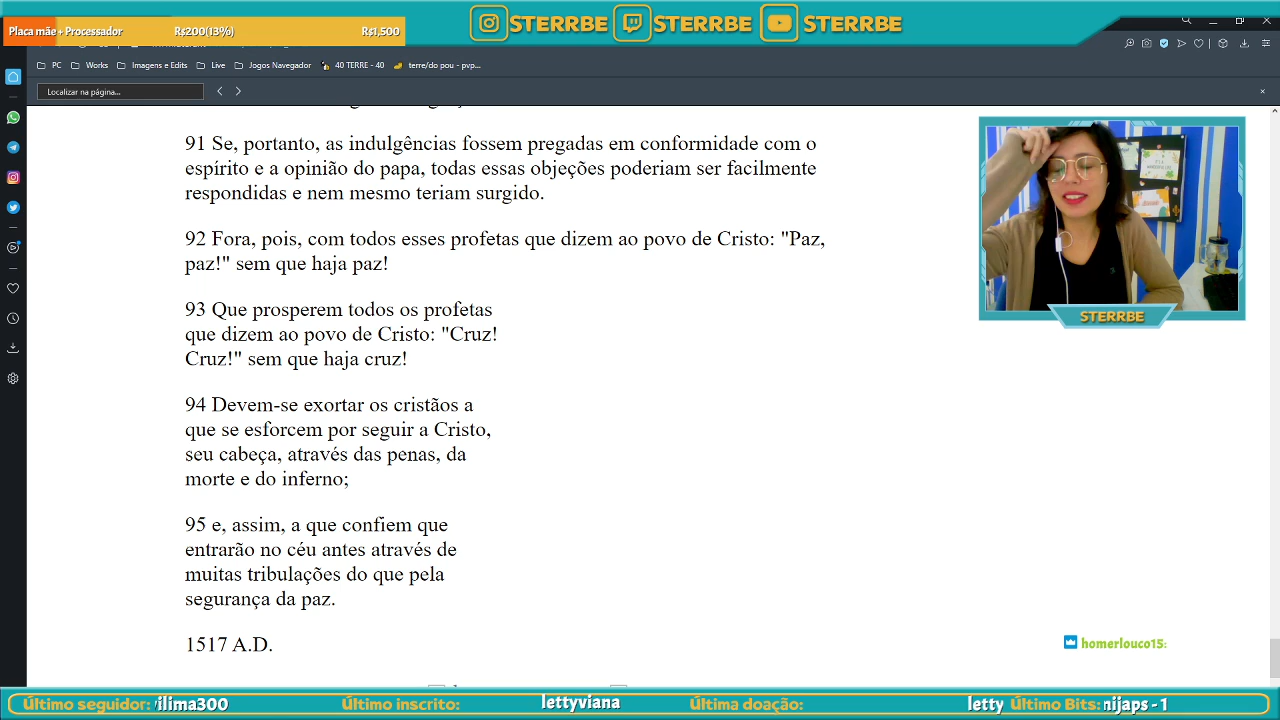 STERRBE STERRBE STERRBE
Placa mãe + Processador R$200(13%) R$1,500
PC Works Imagens e Edits Live Jogos Navegador 40 TERRE - 40 terre/do pou - pvp...
Localizar na página...
91 Se, portanto, as indulgências fossem pregadas em conformidade com o
espírito e a opinião do papa, todas essas objeções poderiam ser facilmente
respondidas e nem mesmo teriam surgido.
92 Fora, pois, com todos esses profetas que dizem ao povo de Cristo: "Paz,
paz!" sem que haja paz!
93 Que prosperem todos os profetas
que dizem ao povo de Cristo: "Cruz!
Cruz!" sem que haja cruz!
94 Devem-se exortar os cristãos a
que se esforcem por seguir a Cristo,
seu cabeça, através das penas, da
morte e do inferno;
95 e, assim, a que confiem que
entrarão no céu antes através de
muitas tribulações do que pela
segurança da paz.
1517 A.D.
STERRBE
homerlouco15:
Último seguidor: vilima300 Último inscrito: lettyviana Última doação: letty Último Bits: nijaps - 1